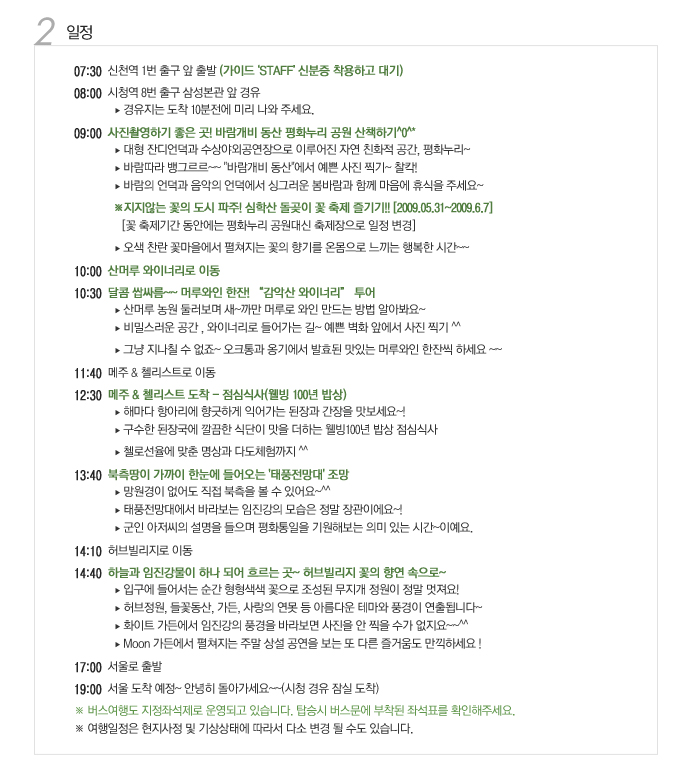 2 일정
07:30 신천역 1번 출구 앞 출발 (가이드 'STAFF' 신분증 착용하고 대기)
08:00 시청역 8번 출구 삼성본관 앞 경유
▸ 경유지는 도착 10분전에 미리 나와 주세요.
09:00 사진촬영하기 좋은 곳! 바람개비 동산 평화누리 공원 산책하기^0^*
▸ 대형 잔디언덕과 수상야외공연장으로 이루어진 자연 친화적 공간, 평화누리~
▸ 바람따라 뱅그르르~~ "바람개비 동산"에서 예쁜 사진 찍기~ 찰칵!
▸ 바람의 언덕과 음악의 언덕에서 싱그러운 봄바람과 함께 마음에 휴식을 주세요~
※지지않는 꽃의 도시 파주! 심학산 돌곶이 꽃 축제 즐기기!! [2009.05.31~2009.6.7]
[꽃 축제기간 동안에는 평화누리 공원대신 축제장으로 일정 변경]
▸ 오색 찬란 꽃마을에서 펼쳐지는 꽃의 향기를 온몸으로 느끼는 행복한 시간~~
10:00 산머루 와이너리로 이동
10:30 달콤 쌉싸름~~ 머루와인 한잔! “감악산 와이너리” 투어
▸ 산머루 농원 둘러보며 새~까만 머루로 와인 만드는 방법 알아봐요~
▸ 비밀스러운 공간 , 와이너리로 들어가는 길~ 예쁜 벽화 앞에서 사진 찍기 ^^
▸ 그냥 지나칠 수 없죠~ 오크통과 옹기에서 발효된 맛있는 머루와인 한잔씩 하세요 ~~
11:40 메주 & 첼리스트로 이동
12:30 메주 & 첼리스트 도착 - 점심식사(웰빙 100년 밥상)
▸ 해마다 항아리에 향긋하게 익어가는 된장과 간장을 맛보세요~!
▸ 구수한 된장국에 깔끔한 식단이 맛을 더하는 웰빙100년 밥상 점심식사
▸ 첼로선율에 맞춘 명상과 다도체험까지 ^^
13:40 북측땅이 가까이 한눈에 들어오는 '태풍전망대' 조망
▸ 망원경이 없어도 직접 북측을 볼 수 있어요~^^
▸ 태풍전망대에서 바라보는 임진강의 모습은 정말 장관이에요~!
▸ 군인 아저씨의 설명을 들으며 평화통일을 기원해보는 의미 있는 시간~이예요.
14:10 허브빌리지로 이동
14:40 하늘과 임진강물이 하나 되어 흐르는 곳~ 허브빌리지 꽃의 향연 속으로~
▸ 입구에 들어서는 순간 형형색색 꽃으로 조성된 무지개 정원이 정말 멋져요!
▸ 허브정원, 들꽃동산, 가든, 사랑의 연못 등 아름다운 테마와 풍경이 연출됩니다~
▸ 화이트 가든에서 임진강의 풍경을 바라보면 사진을 안 찍을 수가 없지요~~^^
▸ Moon 가든에서 펼쳐지는 주말 상설 공연을 보는 또 다른 즐거움도 만끽하세요 !
17:00 서울로 출발
19:00 서울 도착 예정~ 안녕히 돌아가세요~~(시청 경유 잠실 도착)
※ 버스여행도 지정좌석제로 운영되고 있습니다. 탑승시 버스문에 부착된 좌석표를 확인해주세요.
※ 여행일정은 현지사정 및 기상상태에 따라서 다소 변경 될 수도 있습니다.